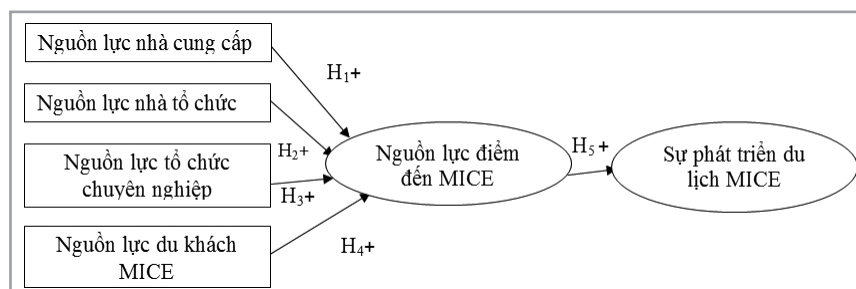 Nguồn lực nhà cung cấp
H₁+
Nguồn lực nhà tổ chức
H₂+
Nguồn lực tổ chức
chuyên nghiệp
H₃+
Nguồn lực du khách
MICE
H₄+
Nguồn lực điểm
đến MICE
H₅+
Sự phát triển du
lịch MICE